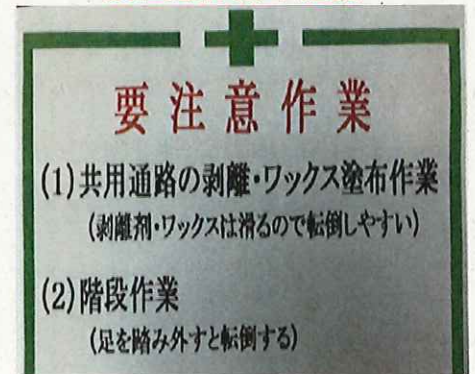 要注意作業
(1)共用通路の剥離・ワックス塗布作業
(剥離剤・ワックスは滑るので転倒しやすい)
(2)階段作業
(足を踏み外すと転倒する)